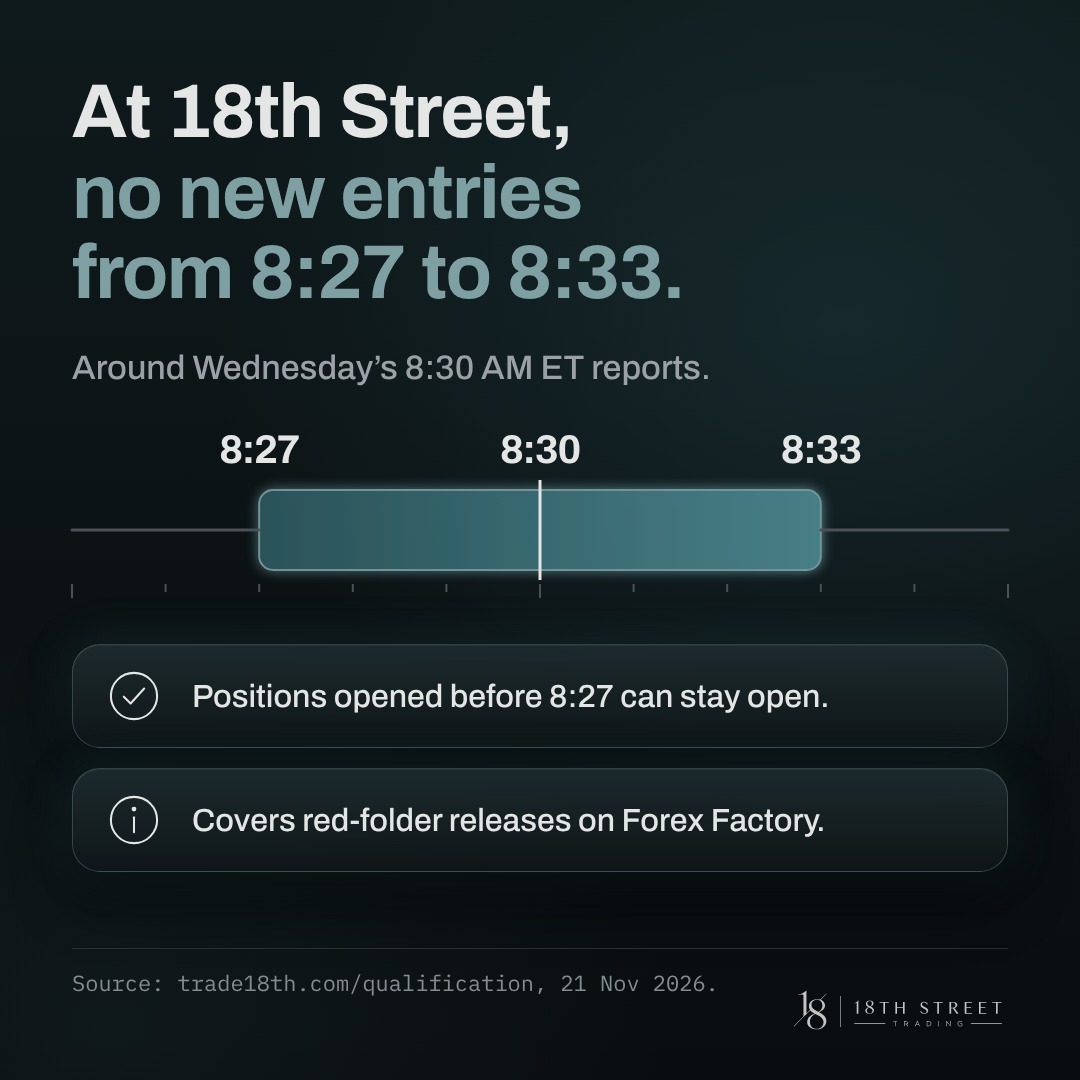 At 18th Street,
no new entries
from 8:27 to 8:33.
Around Wednesday’s 8:30 AM ET reports.
8:27 8:30 8:33
Positions opened before 8:27 can stay open.
Covers red-folder releases on Forex Factory.
Source: trade18th.com/qualification, 21 Nov 2026.
18 18TH STREET
TRADING